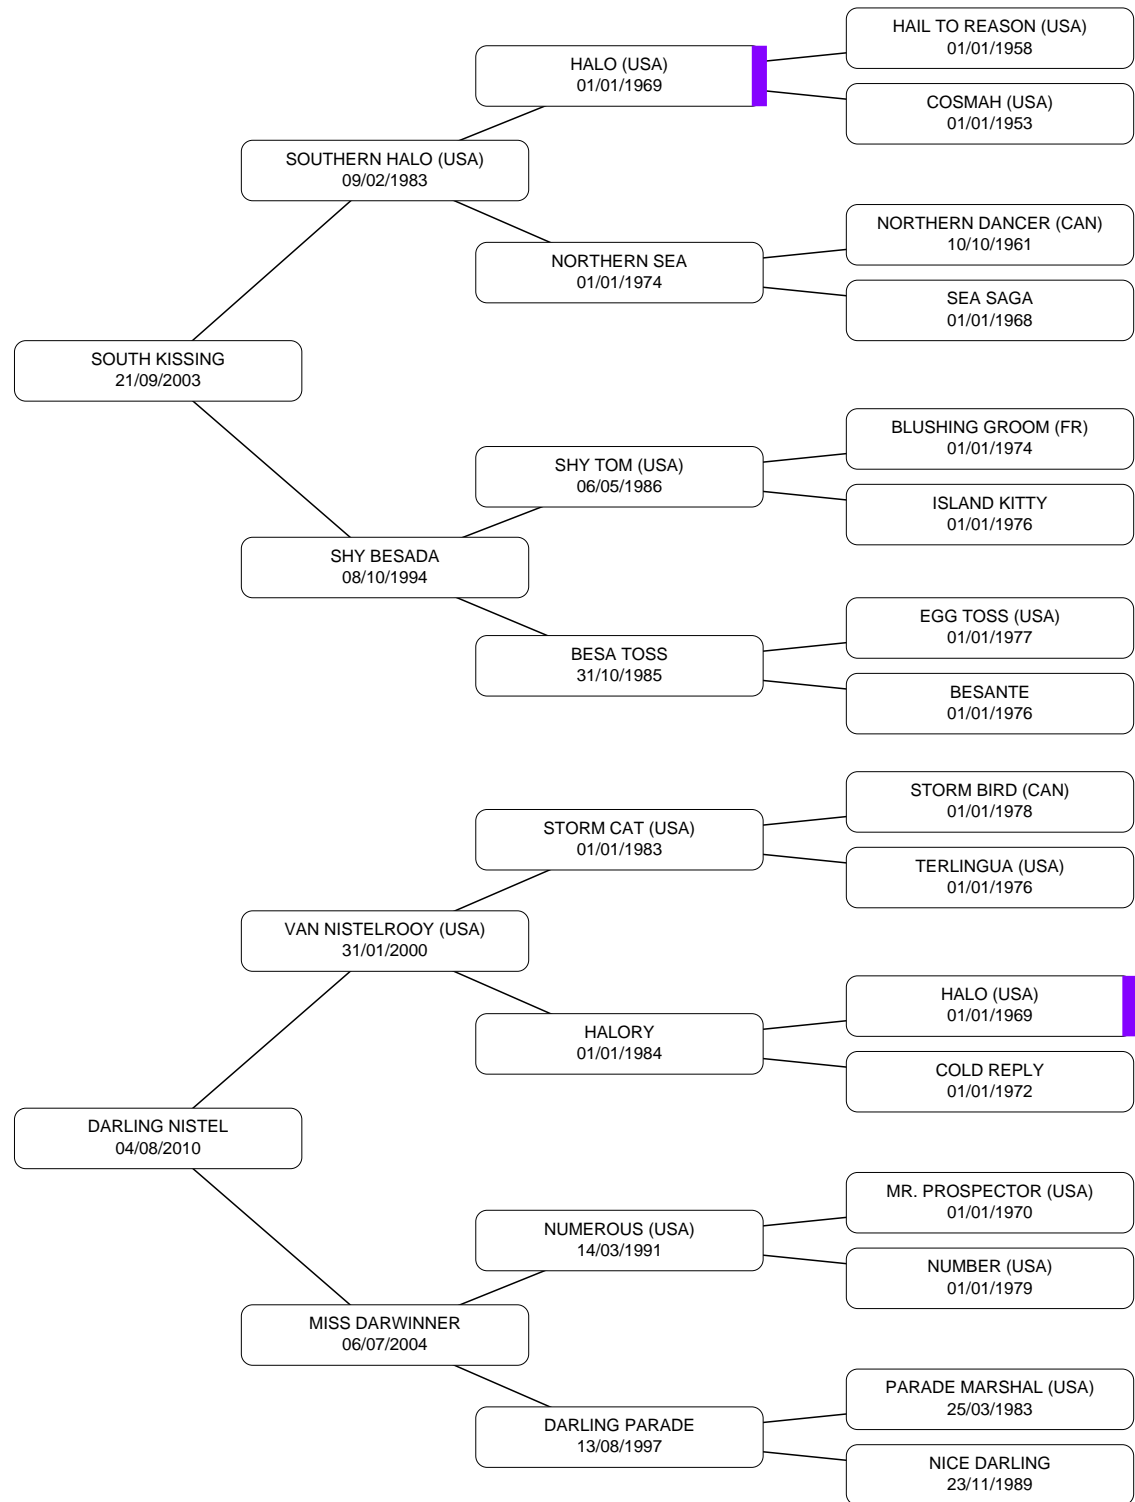 HAIL TO REASON (USA)
01/01/1958
HALO (USA)
01/01/1969
COSMAH (USA)
01/01/1953
SOUTHERN HALO (USA)
09/02/1983
NORTHERN DANCER (CAN)
10/10/1961
NORTHERN SEA
01/01/1974
SEA SAGA
01/01/1968
SOUTH KISSING
21/09/2003
BLUSHING GROOM (FR)
01/01/1974
SHY TOM (USA)
06/05/1986
ISLAND KITTY
01/01/1976
SHY BESADA
08/10/1994
EGG TOSS (USA)
01/01/1977
BESA TOSS
31/10/1985
BESANTE
01/01/1976
STORM BIRD (CAN)
01/01/1978
STORM CAT (USA)
01/01/1983
TERLINGUA (USA)
01/01/1976
VAN NISTELROOY (USA)
31/01/2000
HALO (USA)
01/01/1969
HALORY
01/01/1984
COLD REPLY
01/01/1972
DARLING NISTEL
04/08/2010
MR. PROSPECTOR (USA)
01/01/1970
NUMEROUS (USA)
14/03/1991
NUMBER (USA)
01/01/1979
MISS DARWINNER
06/07/2004
PARADE MARSHAL (USA)
25/03/1983
DARLING PARADE
13/08/1997
NICE DARLING
23/11/1989